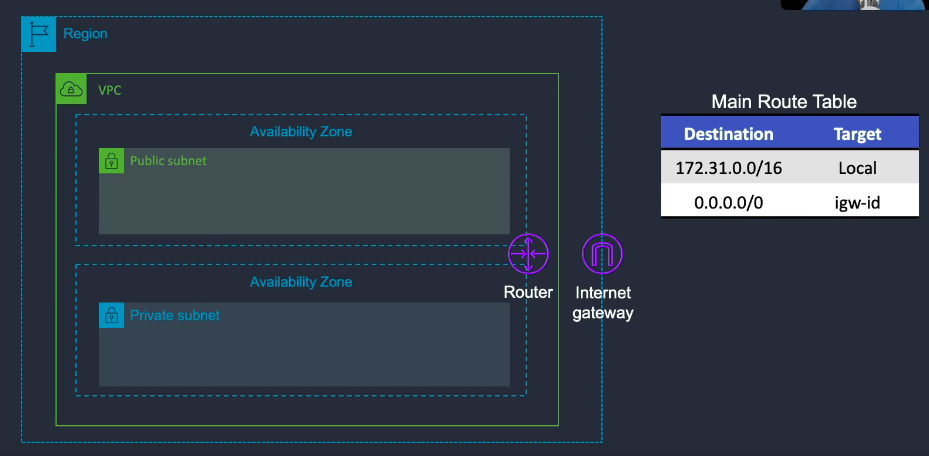 Region
VPC
Availability Zone
Public subnet
Availability Zone
Private subnet
Router
Internet
gateway
Main Route Table
Destination Target
172.31.0.0/16 Local
0.0.0.0/0 igw-id